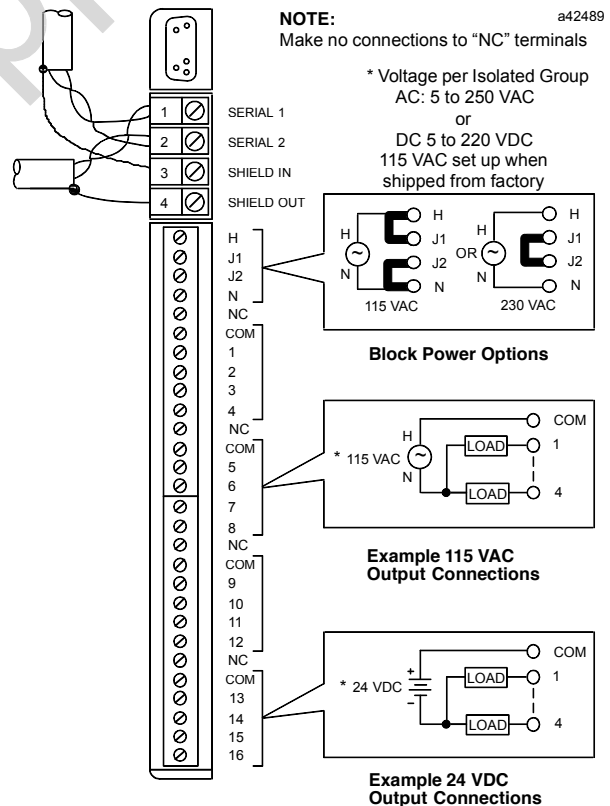 NOTE:
a42489
Make no connections to “NC” terminals
* Voltage per Isolated Group
AC: 5 to 250 VAC
or
DC 5 to 220 VDC
115 VAC set up when
shipped from factory
1 SERIAL 1
2 SERIAL 2
3 SHIELD IN
4 SHIELD OUT
H
J1
J2
N
NC
COM
1
2
3
4
NC
COM
5
6
7
8
NC
COM
9
10
11
12
NC
COM
13
14
15
16
H
N
H
J1
J2
N
115 VAC
OR
H
N
H
J1
J2
N
230 VAC
Block Power Options
* 115 VAC
H
N
COM
LOAD 1
LOAD 4
Example 115 VAC
Output Connections
* 24 VDC
+
–
COM
LOAD 1
LOAD 4
Example 24 VDC
Output Connections